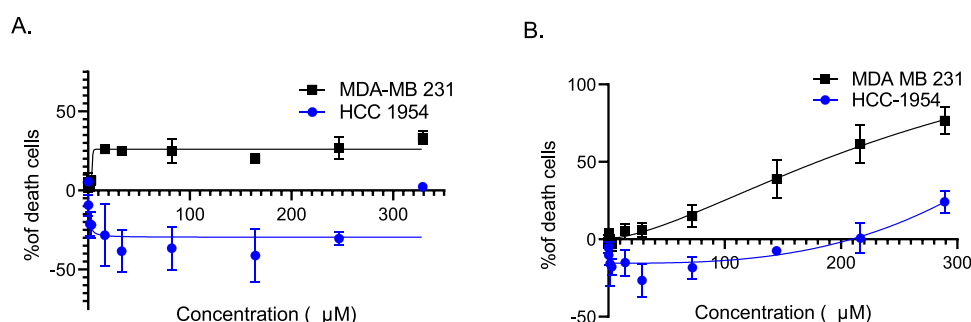 A.
MDA-MB 231
HCC 1954
50
0
-50
100
200
300
%of death cells
Concentration ( µM)
B.
MDA MB 231
HCC-1954
100
50
0
-50
100
200
300
%of death cells
Concentration ( µM)